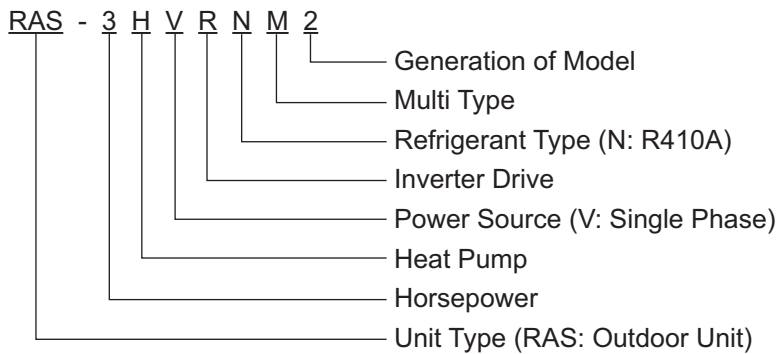 RAS - 3 H V R N M 2
Generation of Model
Multi Type
Refrigerant Type (N: R410A)
Inverter Drive
Power Source (V: Single Phase)
Heat Pump
Horsepower
Unit Type (RAS: Outdoor Unit)